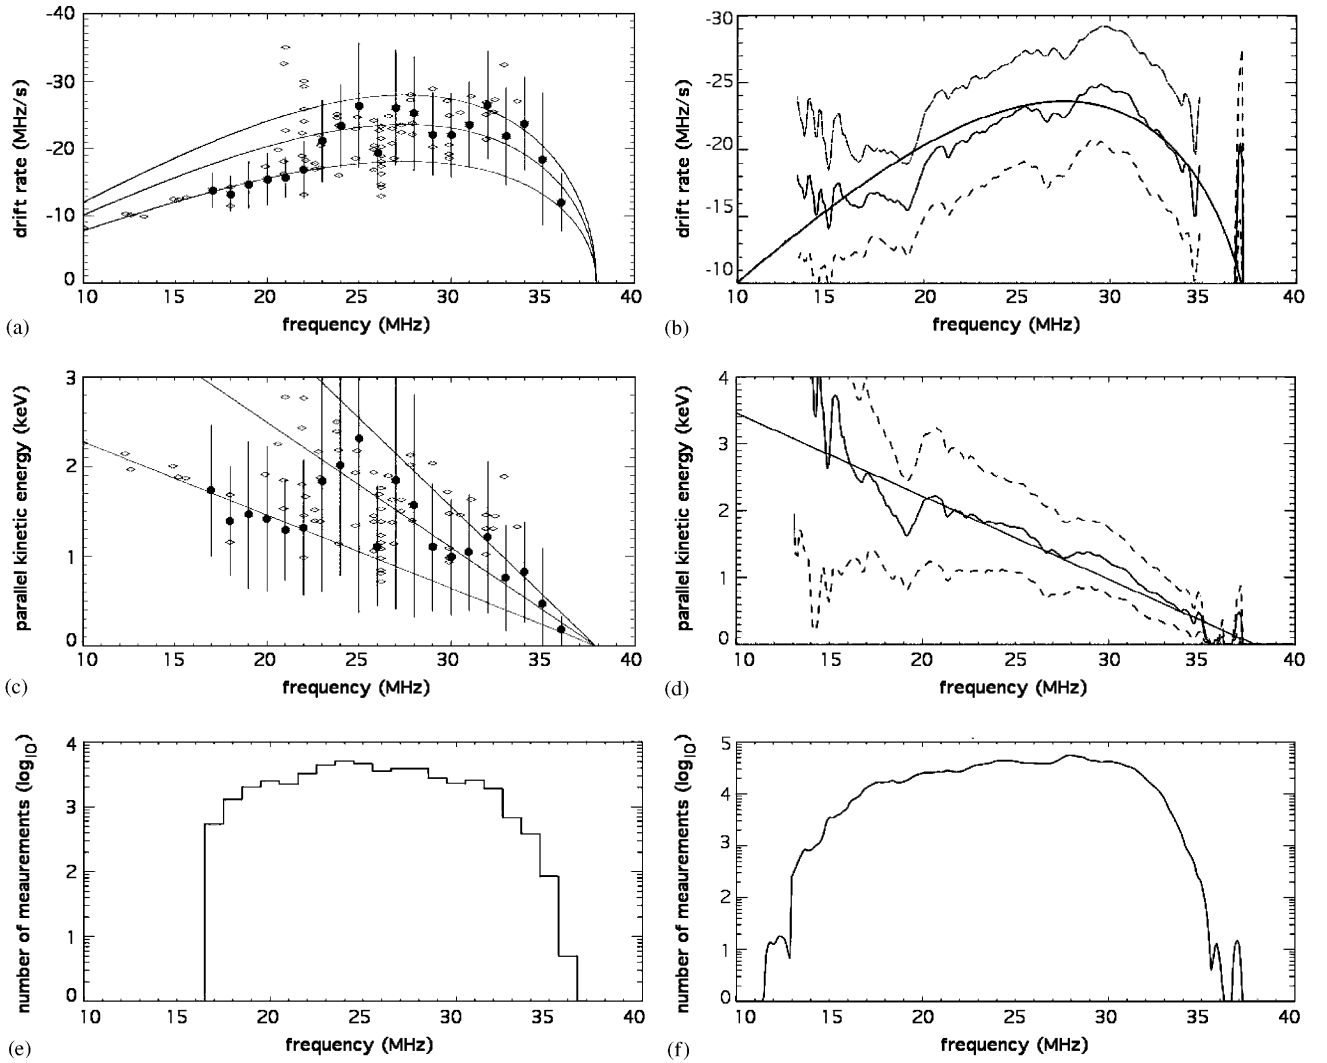 -40
-30
-20
-10
0
drift rate (MHz/s)
10 15 20 25 30 35 40
frequency (MHz)
(a)
-30
-25
-20
-15
-10
drift rate (MHz/s)
10 15 20 25 30 35 40
frequency (MHz)
(b)
3
2
1
0
parallel kinetic energy (keV)
10 15 20 25 30 35 40
frequency (MHz)
(c)
4
3
2
1
0
parallel kinetic energy (keV)
10 15 20 25 30 35 40
frequency (MHz)
(d)
4
3
2
1
0
number of meaurements (log10)
10 15 20 25 30 35 40
frequency (MHz)
(e)
5
4
3
2
1
0
number of meaurements (log10)
10 15 20 25 30 35 40
frequency (MHz)
(f)